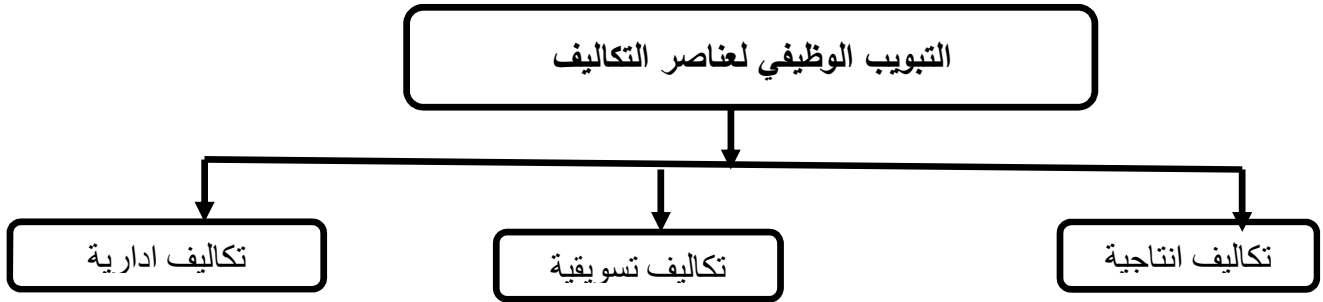 التبويب الوظيفي لعناصر التكاليف
تكاليف انتاجية
تكاليف تسويقية
تكاليف ادارية